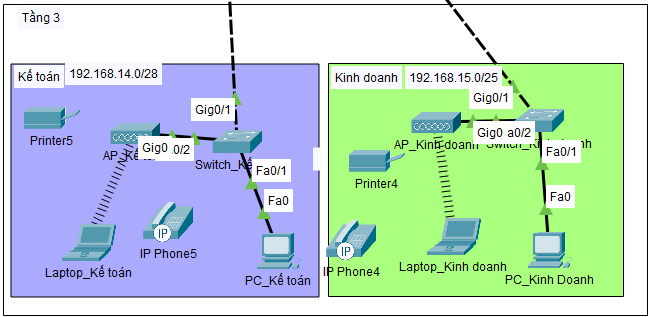 Tầng 3
Kế toán
192.168.14.0/28
Gig0/1
Printer5
AP_Kế
Gig0
0/2
Switch_Kế
Fa0/1
Fa0
IP
IP Phone5
Laptop_Kế toán
PC_Kế toán
Kinh doanh
192.168.15.0/25
Gig0/1
AP_Kinh doanh
Gig0
a0/2
Switch_Kinh doanh
Fa0/1
Printer4
Fa0
IP
IP Phone4
Laptop_Kinh doanh
PC_Kinh Doanh